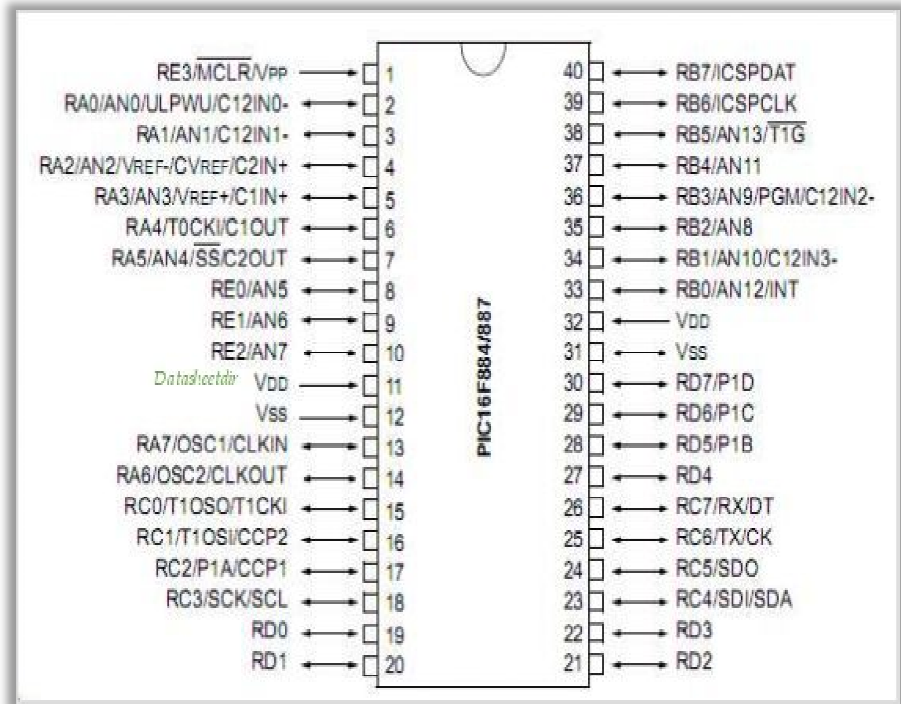 RE3/MCLR/VPP 1
RA0/AN0/ULPWU/C12IN0- 2
RA1/AN1/C12IN1- 3
RA2/AN2/VREF-/CVREF/C2IN+ 4
RA3/AN3/VREF+/C1IN+ 5
RA4/T0CKI/C1OUT 6
RA5/AN4/SS/C2OUT 7
RE0/AN5 8
RE1/AN6 9
RE2/AN7 10
Datasheetdir VDD 11
VSS 12
RA7/OSC1/CLKIN 13
RA6/OSC2/CLKOUT 14
RC0/T1OSO/T1CKI 15
RC1/T1OSI/CCP2 16
RC2/P1A/CCP1 17
RC3/SCK/SCL 18
RD0 19
RD1 20
PIC16F884/887
40 RB7/ICSPDAT
39 RB6/ICSPCLK
38 RB5/AN13/T1G
37 RB4/AN11
36 RB3/AN9/PGM/C12IN2-
35 RB2/AN8
34 RB1/AN10/C12IN3-
33 RB0/AN12/INT
32 VDD
31 VSS
30 RD7/P1D
29 RD6/P1C
28 RD5/P1B
27 RD4
26 RC7/RX/DT
25 RC6/TX/CK
24 RC5/SDO
23 RC4/SDI/SDA
22 RD3
21 RD2